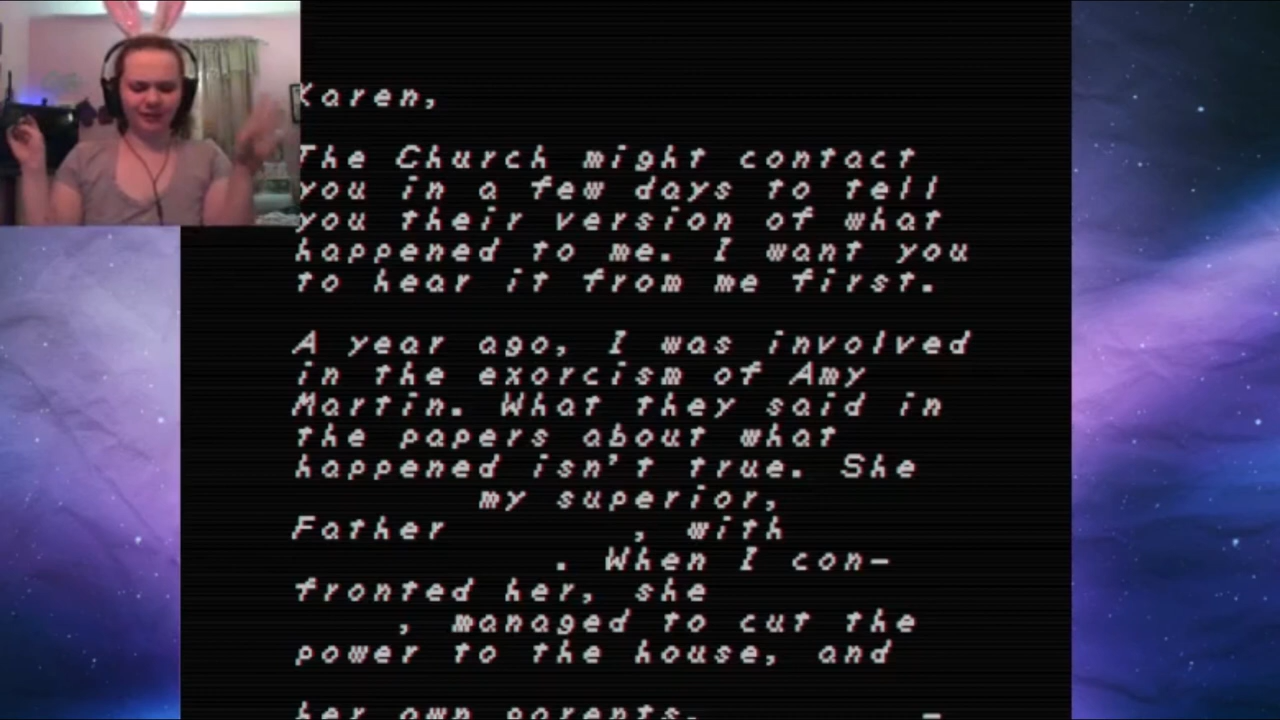 Karen,
The Church might contact
you in a few days to tell
you their version of what
happened to me. I want you
to hear it from me first.
A year ago, I was involved
in the exorcism of Amy
Martin. What they said in
the papers about what
happened isn't true. She
my superior,
Father , with
. When I con-
fronted her, she
, managed to cut the
power to the house, and
her own parents. -